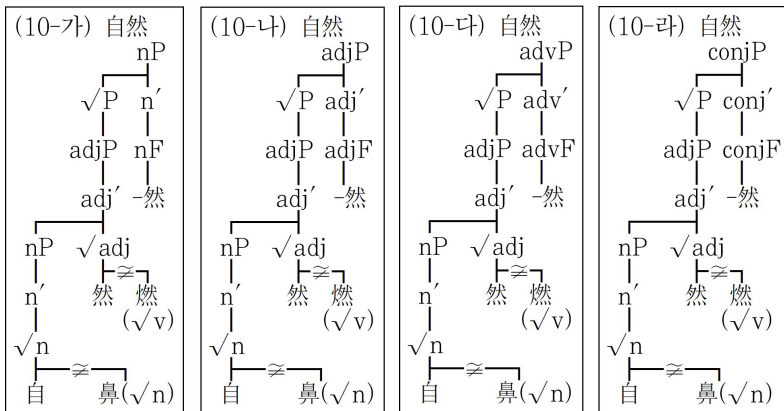 (10-가) 自然
nP
√P n′
adjP nF
adj′ -然
nP √adj
≆
n′ 然 燃
(√v)
√n
≆
自 鼻(√n)
(10-나) 自然
adjP
√P adj′
adjP adjF
adj′ -然
nP √adj
≆
n′ 然 燃
(√v)
√n
≆
自 鼻(√n)
(10-다) 自然
advP
√P adv′
adjP advF
adj′ -然
nP √adj
≆
n′ 然 燃
(√v)
√n
≆
自 鼻(√n)
(10-라) 自然
conjP
√P conj′
adjP conjF
adj′ -然
nP √adj
≆
n′ 然 燃
(√v)
√n
≆
自 鼻(√n)